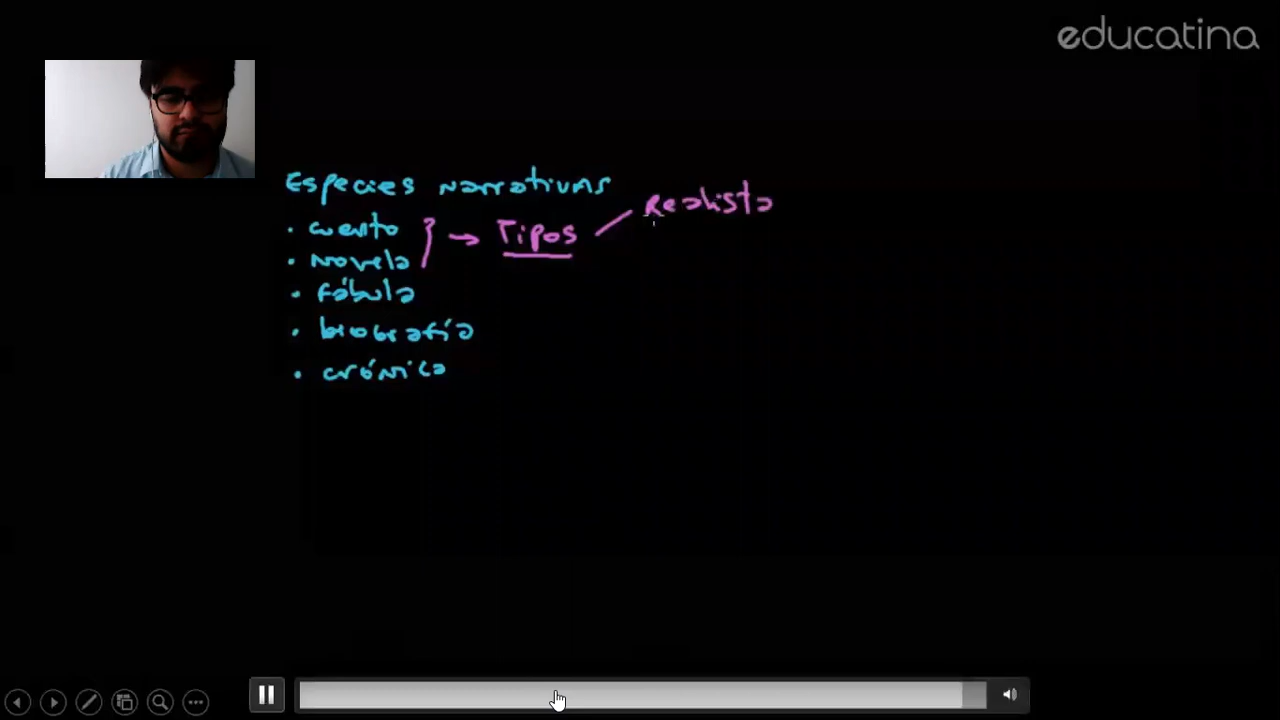 educatina
Especies narrativas
• cuento } → Tipos / Realista
• novela
• fábula
• biografía
• crónica